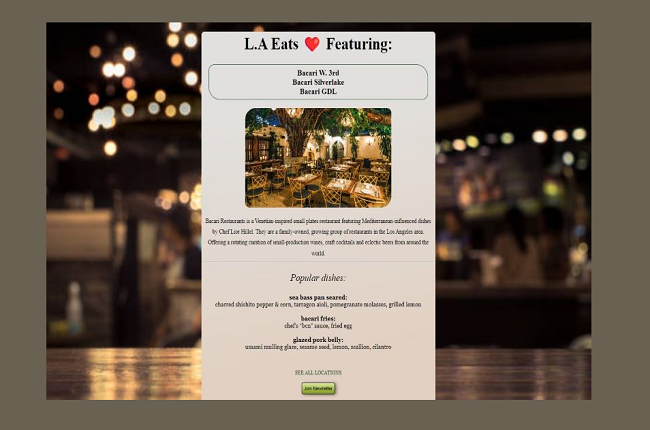 L.A Eats ❤️ Featuring:
Bacari W. 3rd
Bacari Silverlake
Bacari GDL
Bacari Restaurants is a Venetian-inspired small plates restaurant featuring Mediterranean-influenced dishes
by Chef Lior Hillel. They are a family-owned, growing group of restaurants in the Los Angeles area.
Offering a rotating curation of small-production wines, craft cocktails and eclectic beers from around the
world.
Popular dishes:
sea bass pan seared:
charred shishito pepper & corn, tarragon aioli, pomegranate molasses, grilled lemon
bacari fries:
chef's "bcn" sauce, fried egg
glazed pork belly:
umami mulling glaze, sesame seed, lemon, scallion, cilantro
SEE ALL LOCATIONS
Join Newsletter